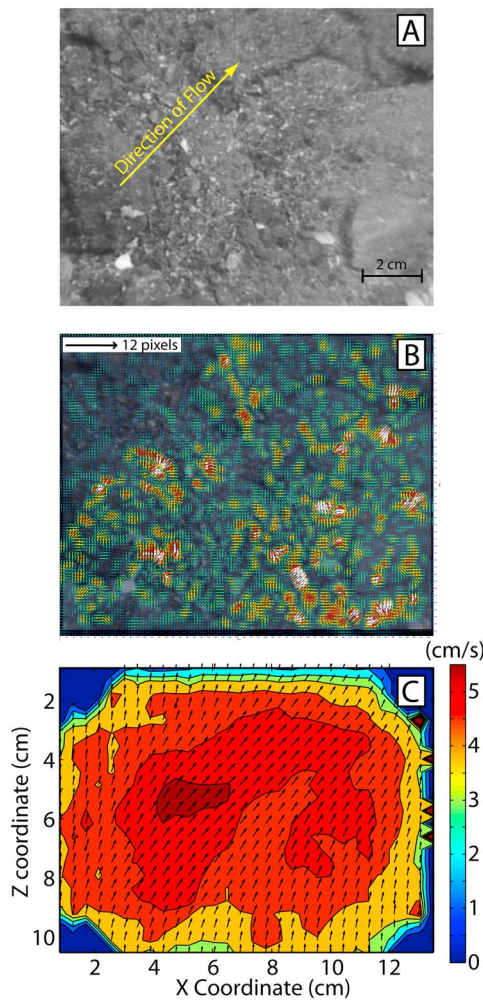 A
Direction of Flow
2 cm
12 pixels
B
(cm/s)
C
2
4
6
8
10
Z coordinate (cm)
2
4
6
8
10
12
X Coordinate (cm)
5
4
3
2
1
0